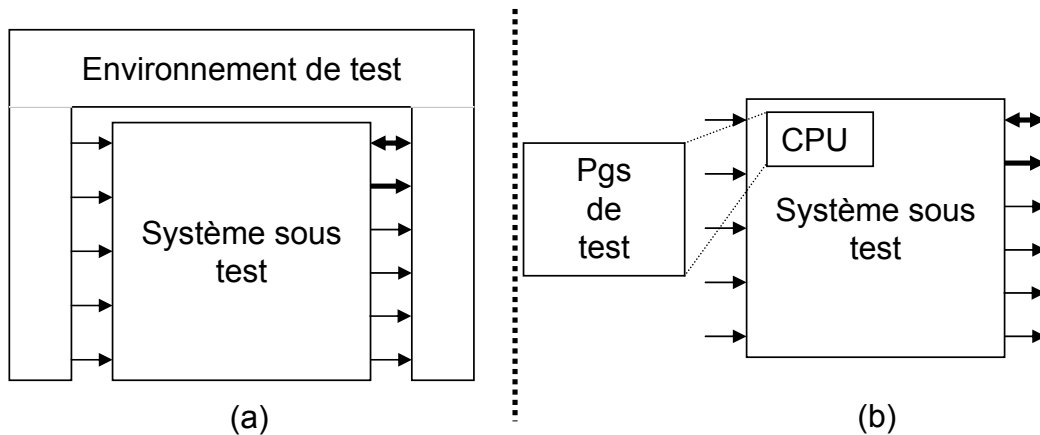 Environnement de test
Système sous
test
(a)
Pgs
de
test
CPU
Système sous
test
(b)